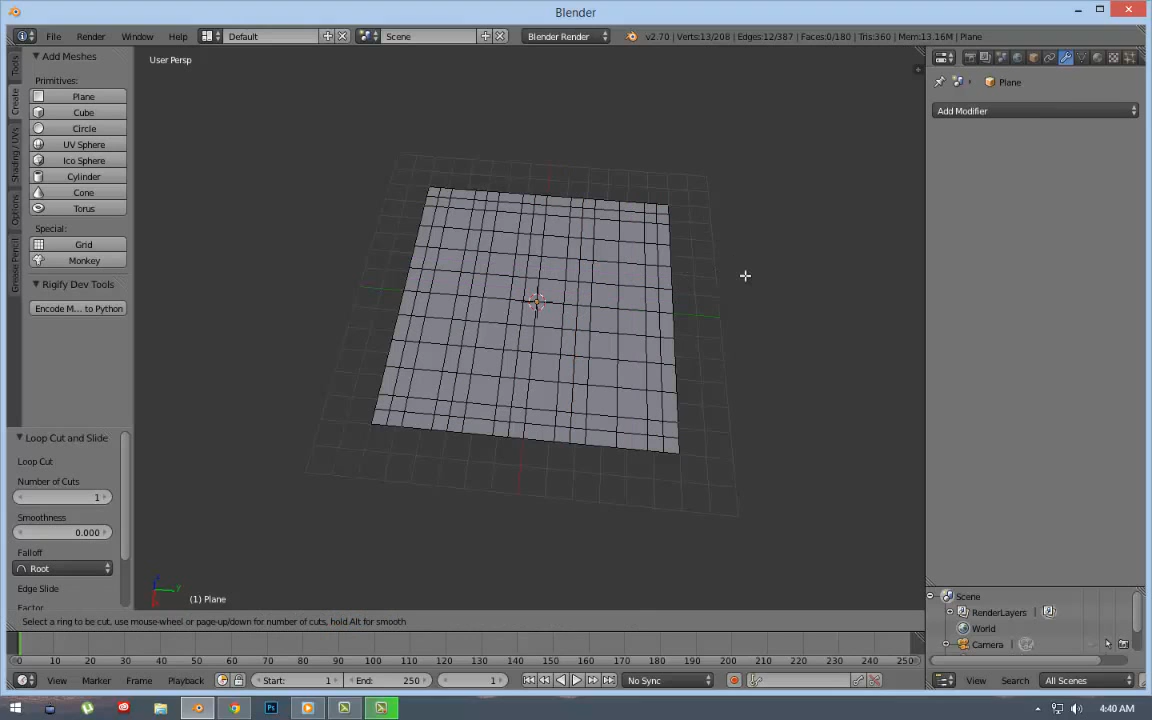 Blender
File Render Window Help Default Scene Blender Render v2.70 | Verts:13/208 | Edges:12/387 | Faces:0/180 | Tris:360 | Mem:13.16M | Plane
Add Meshes
User Persp
Plane
Primitives:
Add Modifier
Plane
Cube
Circle
UV Sphere
Ico Sphere
Cylinder
Cone
Torus
Special:
Grid
Monkey
Rigify Dev Tools
Encode M... to Python
Tools
Create
Shading / UVs
Options
Grease Pencil
Loop Cut and Slide
Loop Cut
Number of Cuts
1
Smoothness
0.000
Falloff
Root
Edge Slide
Factor
z
y
(1) Plane
Select a ring to be cut, use mouse-wheel or page-up/down for number of cuts, hold Alt for smooth
Scene
RenderLayers
World
Camera
0 10 20 30 40 50 60 70 80 90 100 110 120 130 140 150 160 170 180 190 200 210 220 230 240 250
View Marker Frame Playback Start: 1 End: 250 1 No Sync
View Search All Scenes
4:40 AM